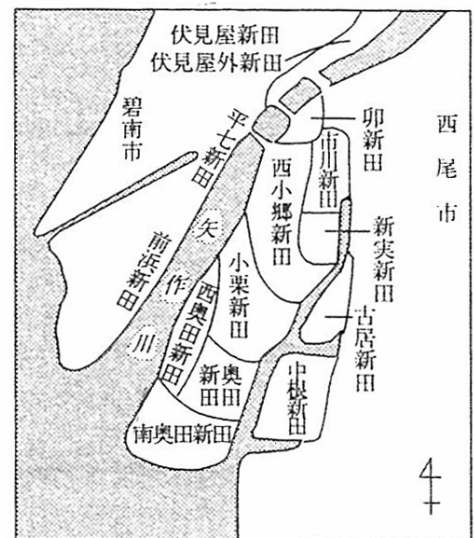 伏見屋新田
伏見屋外新田
碧南市
平七新田
卯新田
西尾市
市川新田
西小郷新田
新実新田
前浜新田
矢作川
小栗新田
古居新田
西奥田新田
奥田新田
中根新田
南奥田新田